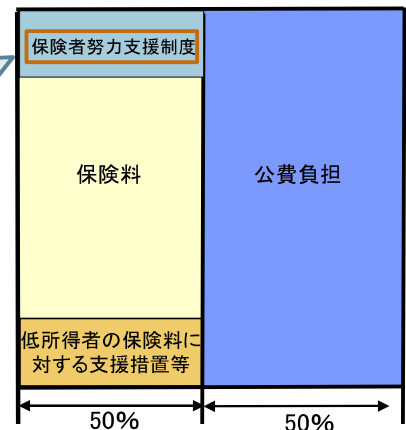 保険者努力支援制度
保険料
公費負担
低所得者の保険料に
対する支援措置等
50%
50%